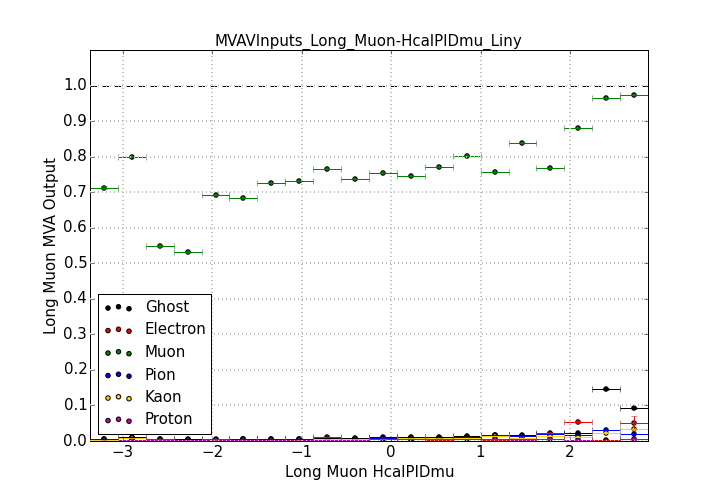 MVAVInputs_Long_Muon-HcalPIDmu_Liny
1.0
0.9
0.8
0.7
0.6
0.5
0.4
0.3
0.2
0.1
0.0
Long Muon MVA Output
Ghost
Electron
Muon
Pion
Kaon
Proton
−3 −2 −1 0 1 2
Long Muon HcalPIDmu